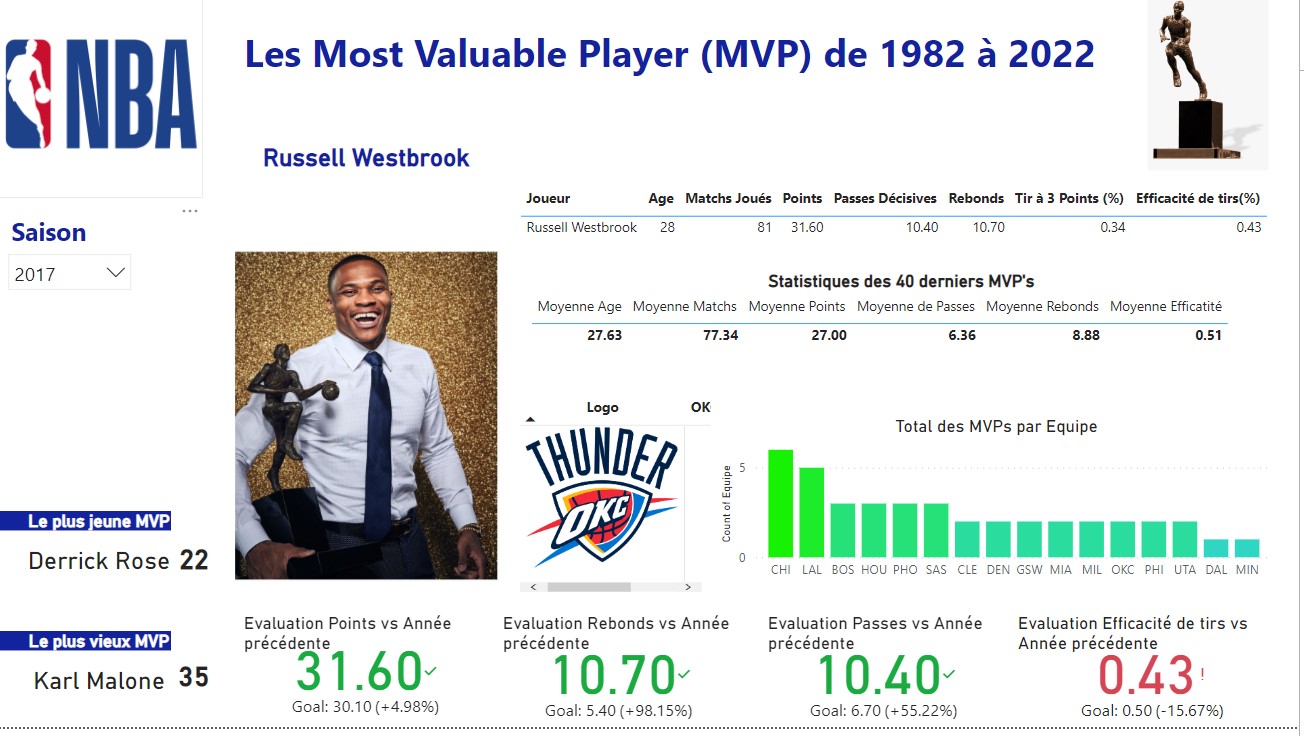 NBA
Les Most Valuable Player (MVP) de 1982 à 2022
Russell Westbrook
Saison
2017
Joueur Age Matchs Joués Points Passes Décisives Rebonds Tir à 3 Points (%) Efficacité de tirs(%)
Russell Westbrook 28 81 31.60 10.40 10.70 0.34 0.43
Statistiques des 40 derniers MVP's
Moyenne Age Moyenne Matchs Moyenne Points Moyenne de Passes Moyenne Rebonds Moyenne Efficatité
27.63 77.34 27.00 6.36 8.88 0.51
Logo OK
THUNDER
OKC
Total des MVPs par Equipe
Count of Equipe
5
0
CHI LAL BOS HOU PHO SAS CLE DEN GSW MIA MIL OKC PHI UTA DAL MIN
Le plus jeune MVP
Derrick Rose 22
Le plus vieux MVP
Karl Malone 35
Evaluation Points vs Année
précédente
31.60
Goal: 30.10 (+4.98%)
Evaluation Rebonds vs Année
précédente
10.70
Goal: 5.40 (+98.15%)
Evaluation Passes vs Année
précédente
10.40
Goal: 6.70 (+55.22%)
Evaluation Efficacité de tirs vs
Année précédente
0.43!
Goal: 0.50 (-15.67%)